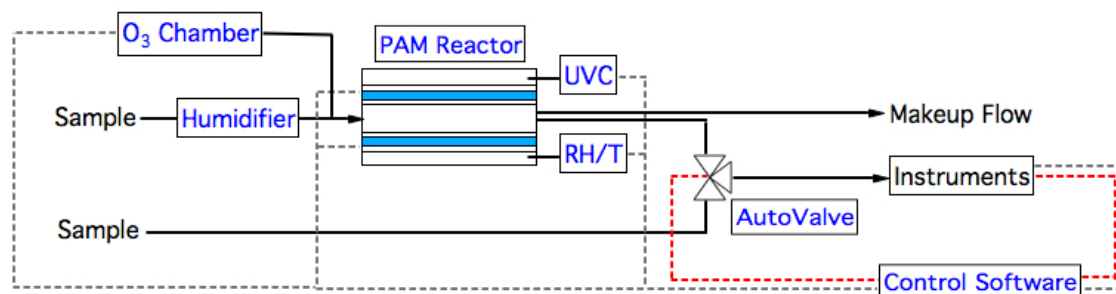 O₃ Chamber
PAM Reactor
UVC
Sample
Humidifier
Makeup Flow
RH/T
Instruments
AutoValve
Sample
Control Software